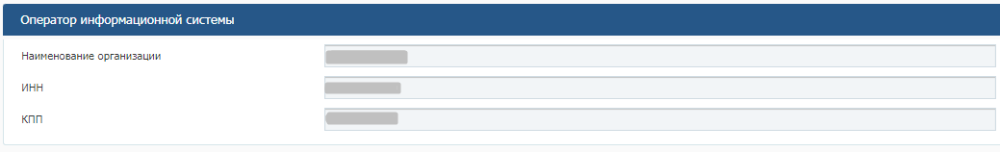 Оператор информационной системы
Наименование организации
ИНН
КПП